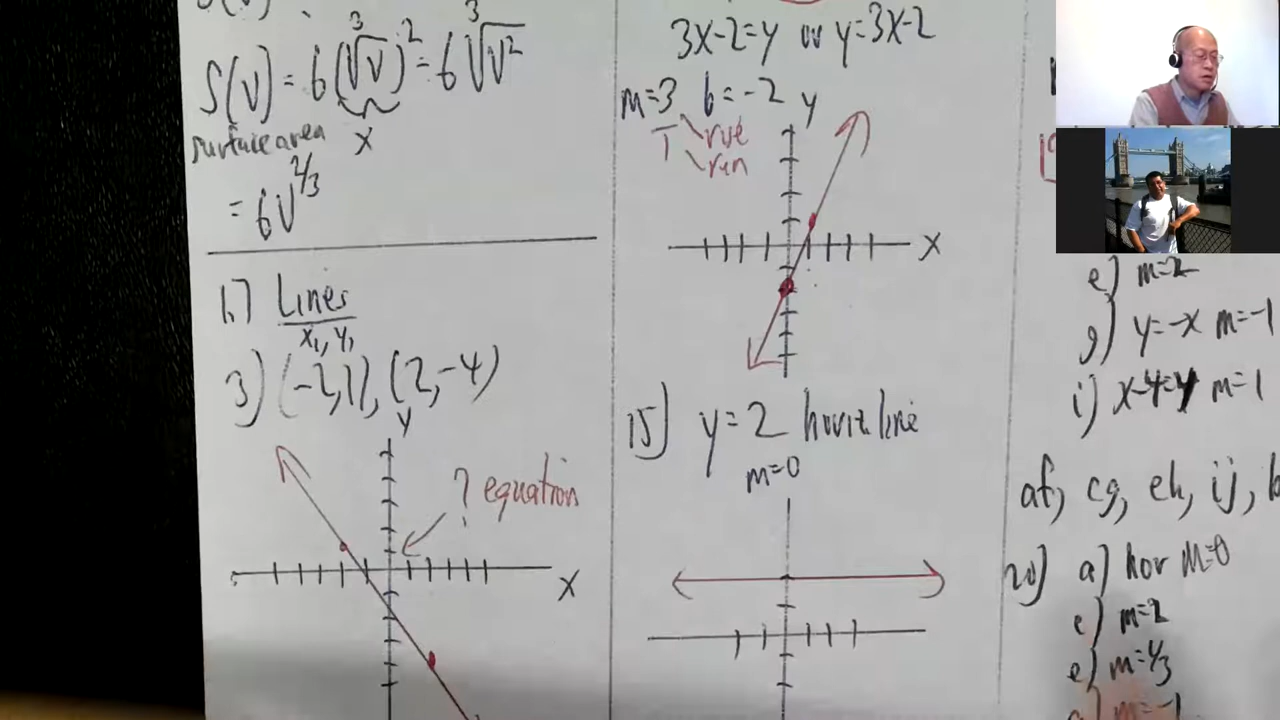 S(V) = 6(∛V)² = 6∛V²
surface area x
= 6V^2/3
1.7 Lines
x₁, y₁
3) (-2,1), (2,-4)
y
? equation
x
3x-2=y or y=3x-2
m=3 b=-2 y
rise
run
x
15) y=2 horiz. line
m=0
e) m=2
g) y=-x m=-1
i) x-4=y m=1
af, cg, eh, ij,
20) a) hor m=0
e) m=2
e) m=1/3